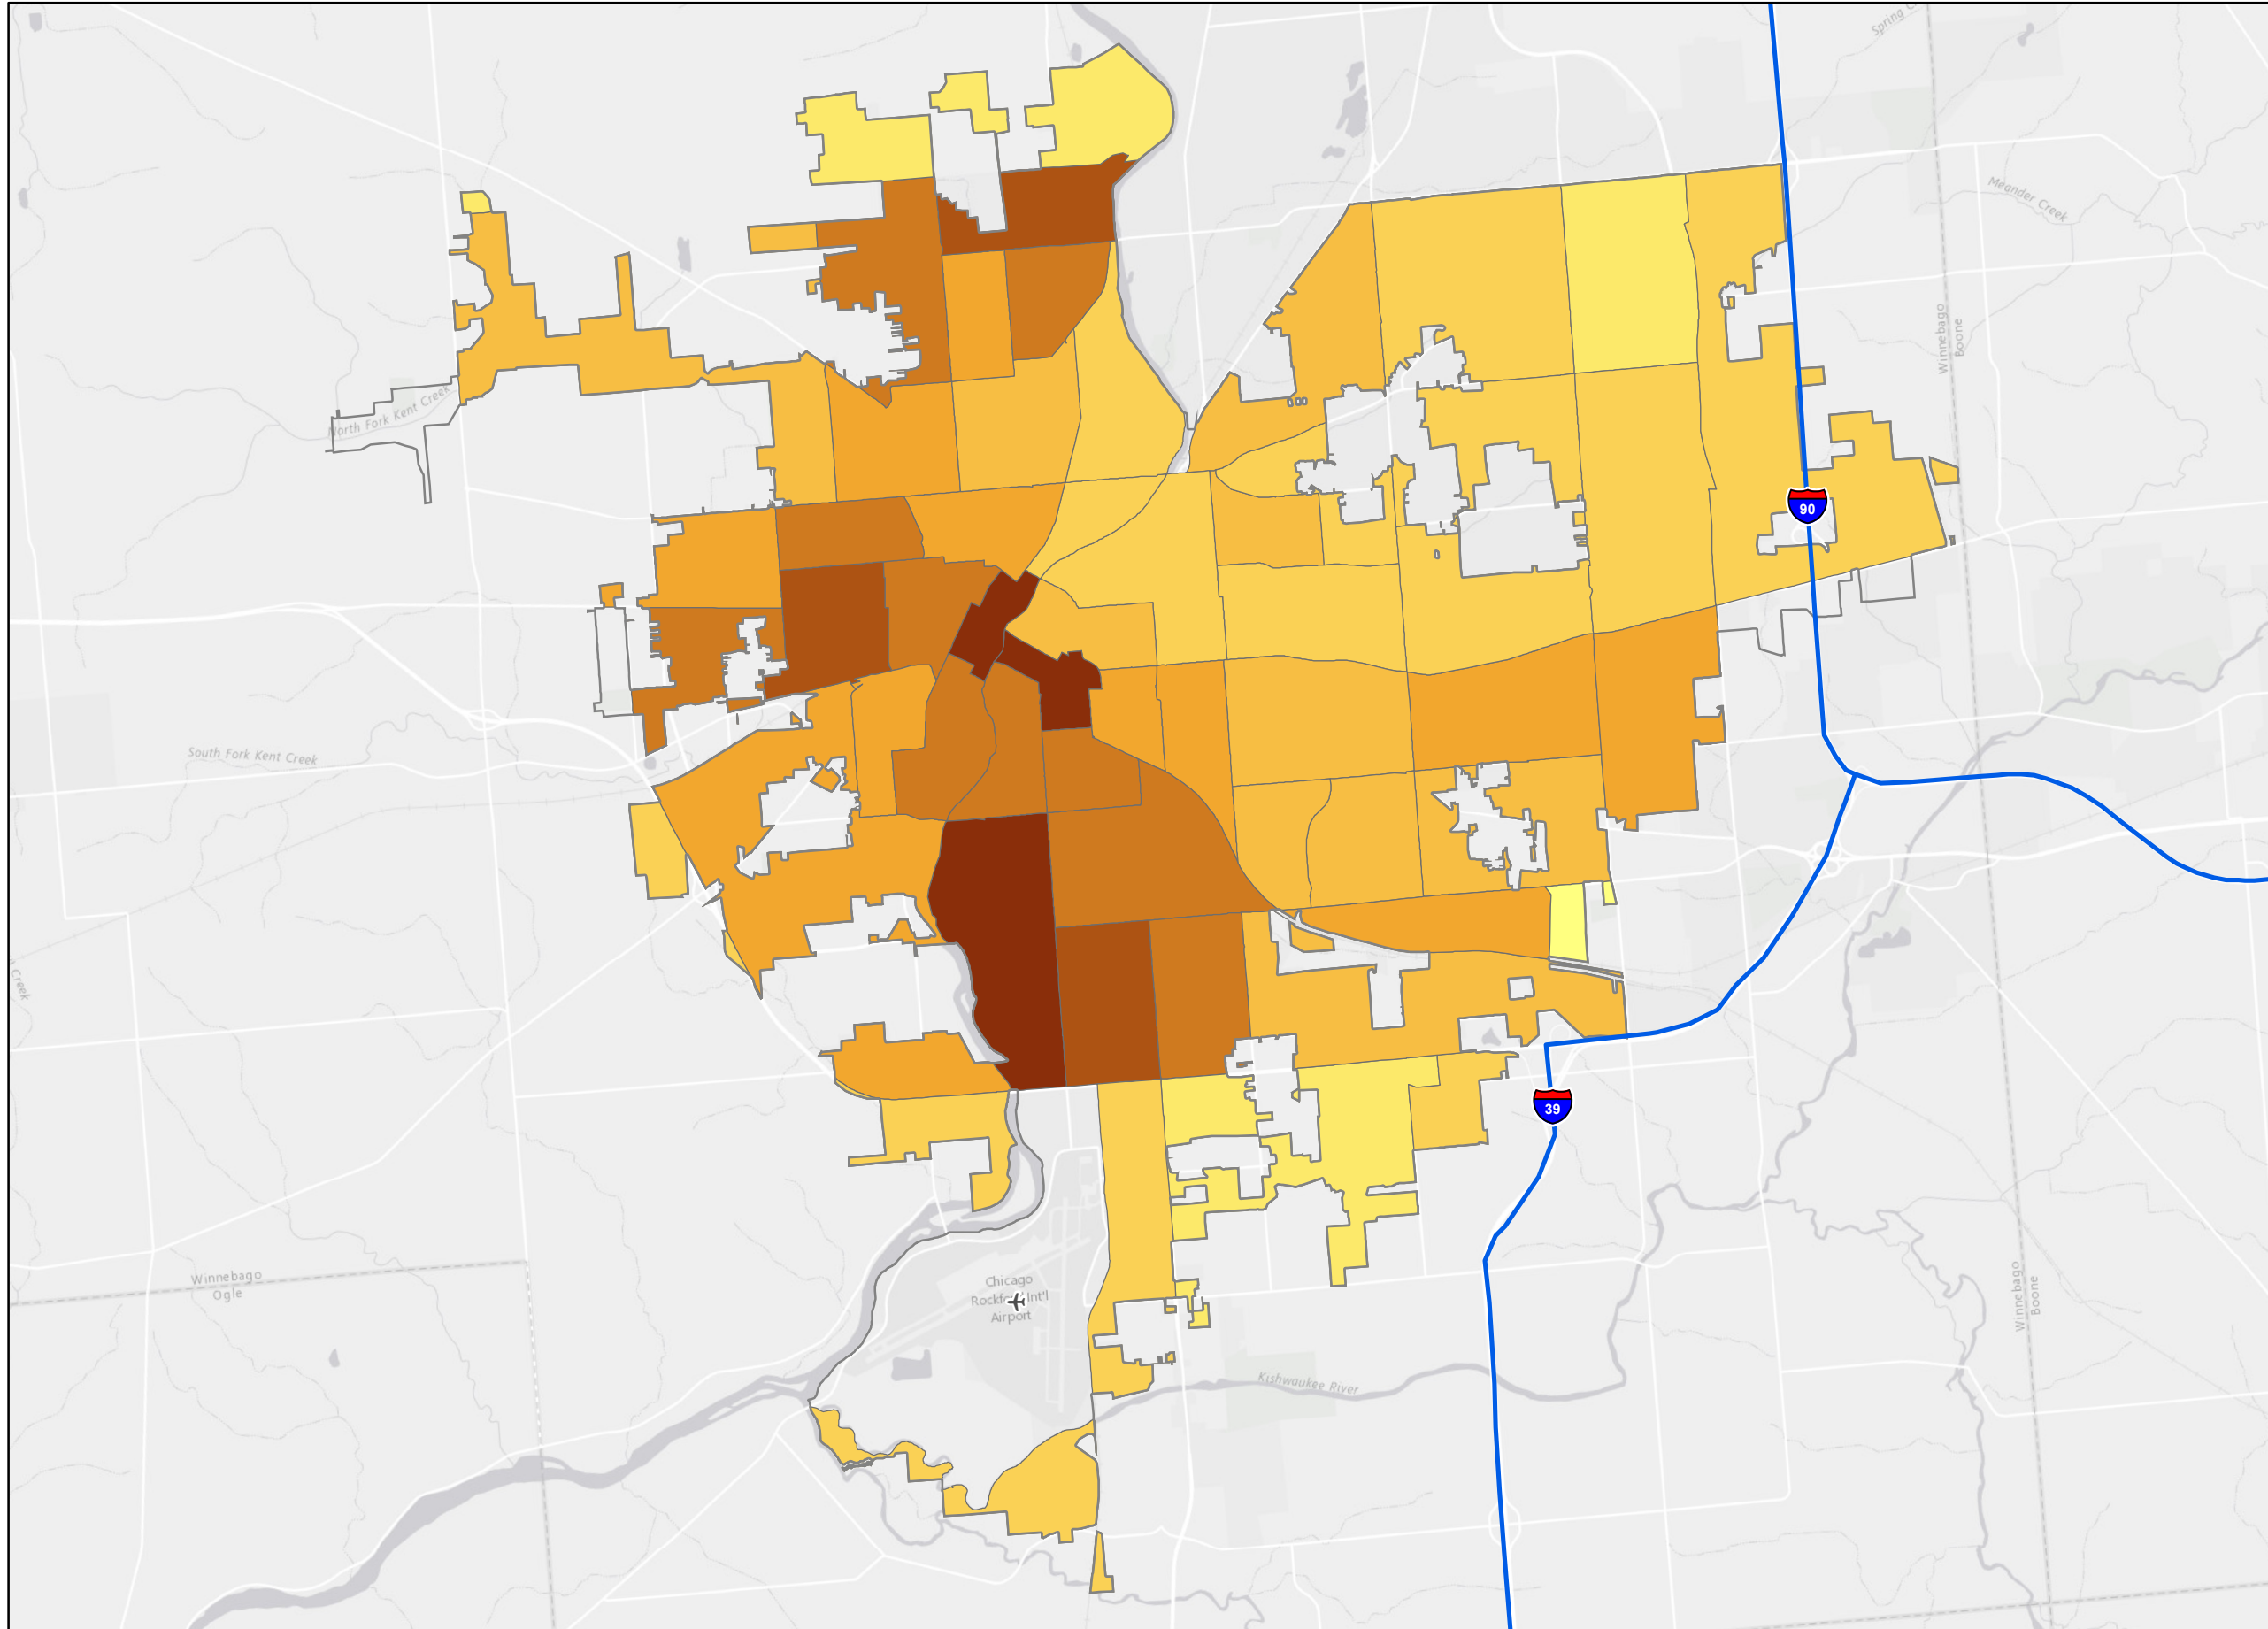 Spring C
Meander Creek
Winnebago
Boone
North Fork Kent Creek
90
South Fork Kent Creek
Creek
39
Winnebago
Ogle
Chicago
Rockford Int'l
Airport
Winnebago
Boone
Kishwaukee River